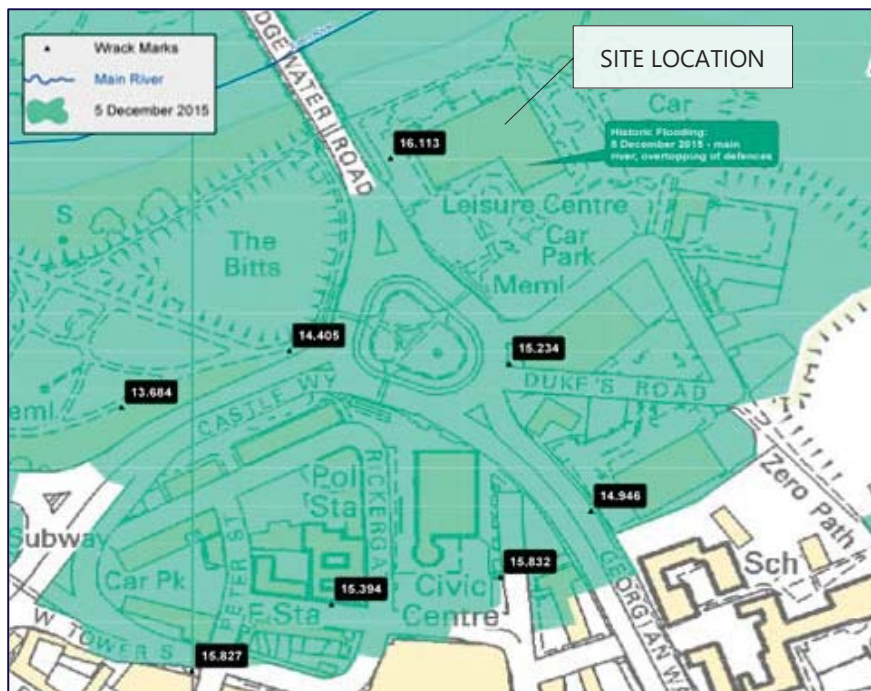 Wrack Marks
Main River
5 December 2015
DGEWATER ROAD
SITE LOCATION
Car
Historic Flooding:
5 December 2015 - main
river, overtopping of defences
16.113
S
The
Bitts
Leisure Centre
Car
Park
Meml
14.405
15.234
13.684
DUKE'S ROAD
eml
CASTLE WY
Pol
Sta
RICKERGA
14.946
Zero Path
Subway
Car Pk
PETER ST
15.832
Sch
15.394
Civic
Centre
F Sta
GEORGIAN W
W TOWER S
15.827